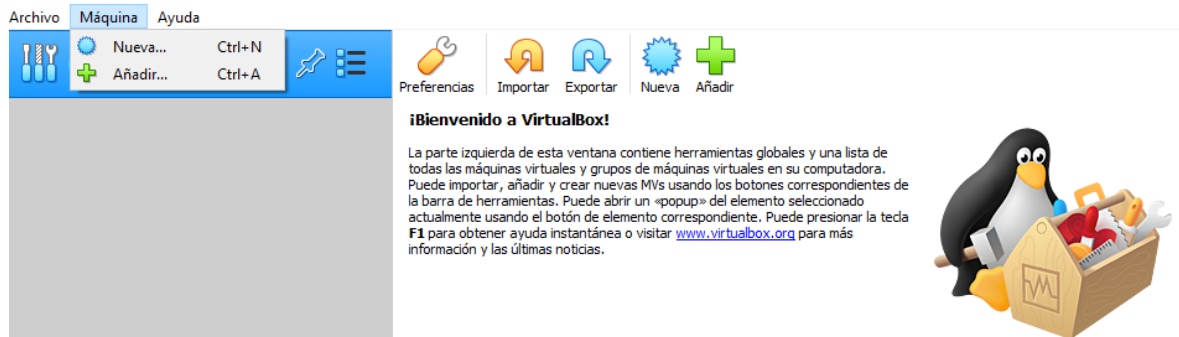 Archivo Máquina Ayuda
Nueva... Ctrl+N
Añadir... Ctrl+A
Preferencias Importar Exportar Nueva Añadir
¡Bienvenido a VirtualBox!
La parte izquierda de esta ventana contiene herramientas globales y una lista de
todas las máquinas virtuales y grupos de máquinas virtuales en su computadora.
Puede importar, añadir y crear nuevas MVs usando los botones correspondientes de
la barra de herramientas. Puede abrir un «popup» del elemento seleccionado
actualmente usando el botón de elemento correspondiente. Puede presionar la tecla
F1 para obtener ayuda instantánea o visitar www.virtualbox.org para más
información y las últimas noticias.